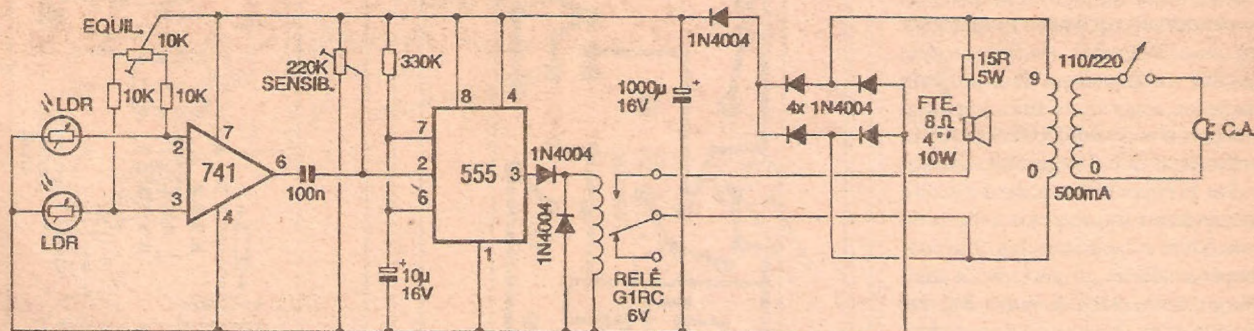 EQUIL.
10K
10K
10K
LDR
LDR
2
3
7
741
4
6
100n
220K
SENSIB.
330K
10µ
16V
+
7
2
6
8
4
555
3
1
1N4004
1N4004
RELÊ
G1RC
6V
1N4004
1000µ
16V
+
4x 1N4004
15R
5W
FTE.
8Ω
4
10W
9
0
110/220
0
500mA
C.A.